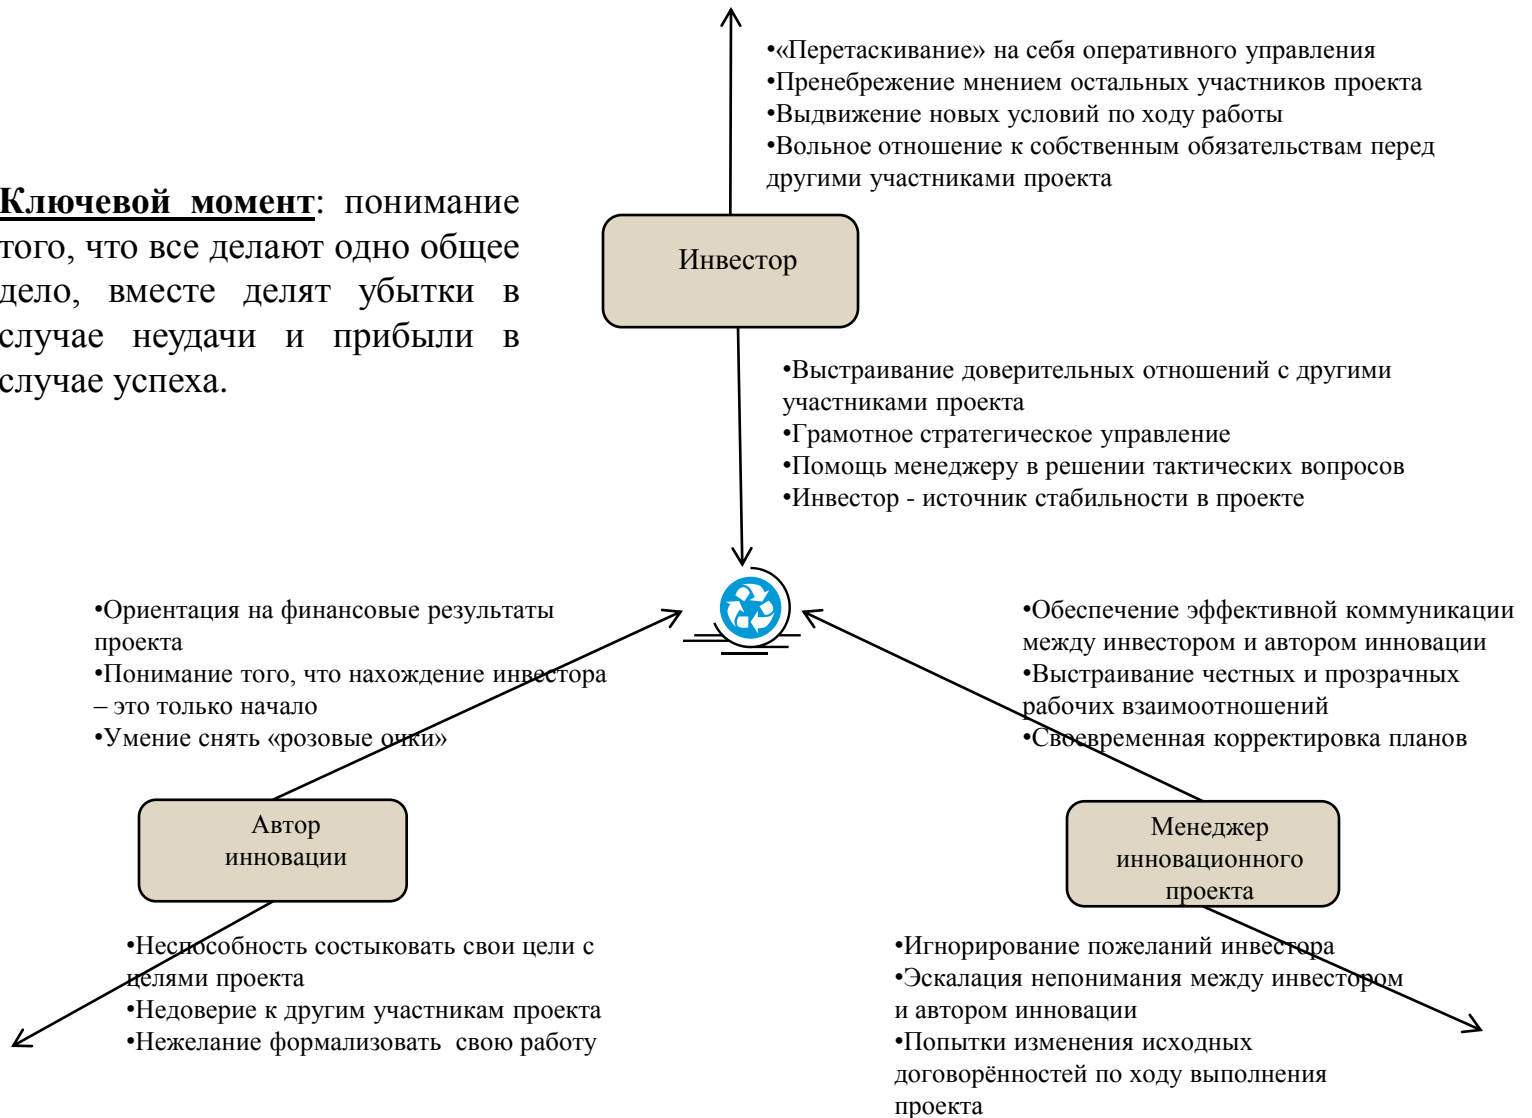 •«Перетаскивание» на себя оперативного управления
•Пренебрежение мнением остальных участников проекта
•Выдвижение новых условий по ходу работы
•Вольное отношение к собственным обязательствам перед
другими участниками проекта
Ключевой момент: понимание
того, что все делают одно общее
дело, вместе делят убытки в
случае неудачи и прибыли в
случае успеха.
Инвестор
•Выстраивание доверительных отношений с другими
участниками проекта
•Грамотное стратегическое управление
•Помощь менеджеру в решении тактических вопросов
•Инвестор - источник стабильности в проекте
•Ориентация на финансовые результаты
проекта
•Понимание того, что нахождение инвестора
– это только начало
•Умение снять «розовые очки»
•Обеспечение эффективной коммуникации
между инвестором и автором инновации
•Выстраивание честных и прозрачных
рабочих взаимоотношений
•Своевременная корректировка планов
Автор
инновации
Менеджер
инновационного
проекта
•Неспособность состыковать свои цели с
целями проекта
•Недоверие к другим участникам проекта
•Нежелание формализовать свою работу
•Игнорирование пожеланий инвестора
•Эскалация непонимания между инвестором
и автором инновации
•Попытки изменения исходных
договорённостей по ходу выполнения
проекта